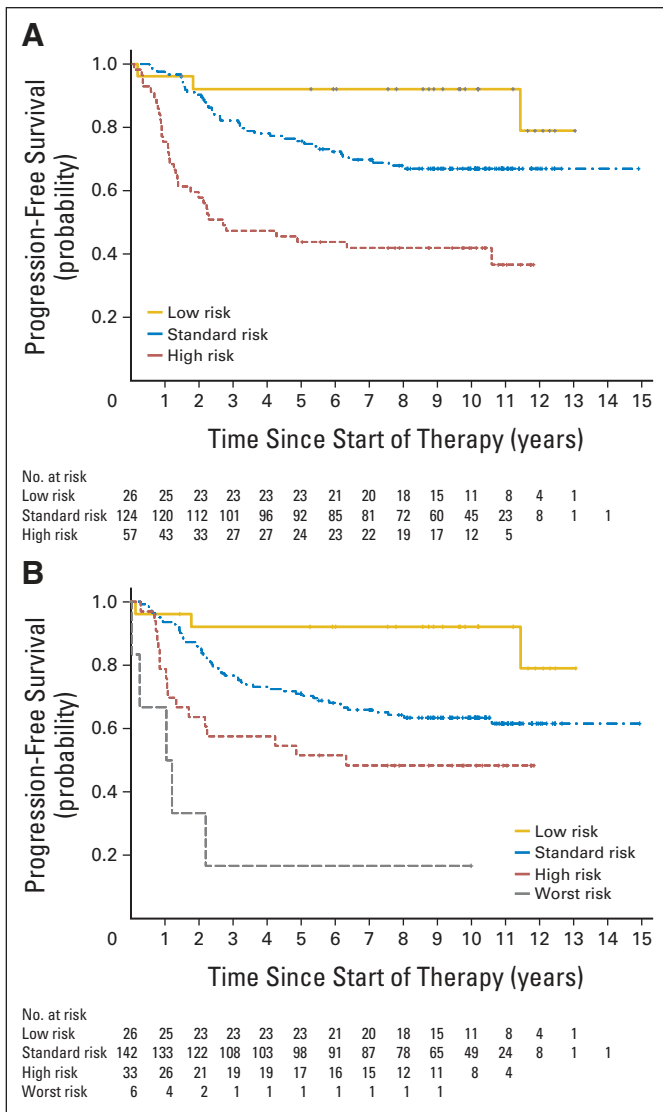 A
Progression-Free Survival
(probability)
1.0
0.8
0.6
0.4
0.2
Low risk
Standard risk
High risk
0 1 2 3 4 5 6 7 8 9 10 11 12 13 14 15
Time Since Start of Therapy (years)
No. at risk
Low risk 26 25 23 23 23 23 21 20 18 15 11 8 4 1
Standard risk 124 120 112 101 96 92 85 81 72 60 45 23 8 1 1
High risk 57 43 33 27 27 24 23 22 19 17 12 5
B
Progression-Free Survival
(probability)
1.0
0.8
0.6
0.4
0.2
Low risk
Standard risk
High risk
Worst risk
0 1 2 3 4 5 6 7 8 9 10 11 12 13 14 15
Time Since Start of Therapy (years)
No. at risk
Low risk 26 25 23 23 23 23 21 20 18 15 11 8 4 1
Standard risk 142 133 122 108 103 98 91 87 78 65 49 24 8 1 1
High risk 33 26 21 19 19 17 16 15 12 11 8 4
Worst risk 6 4 2 1 1 1 1 1 1 1